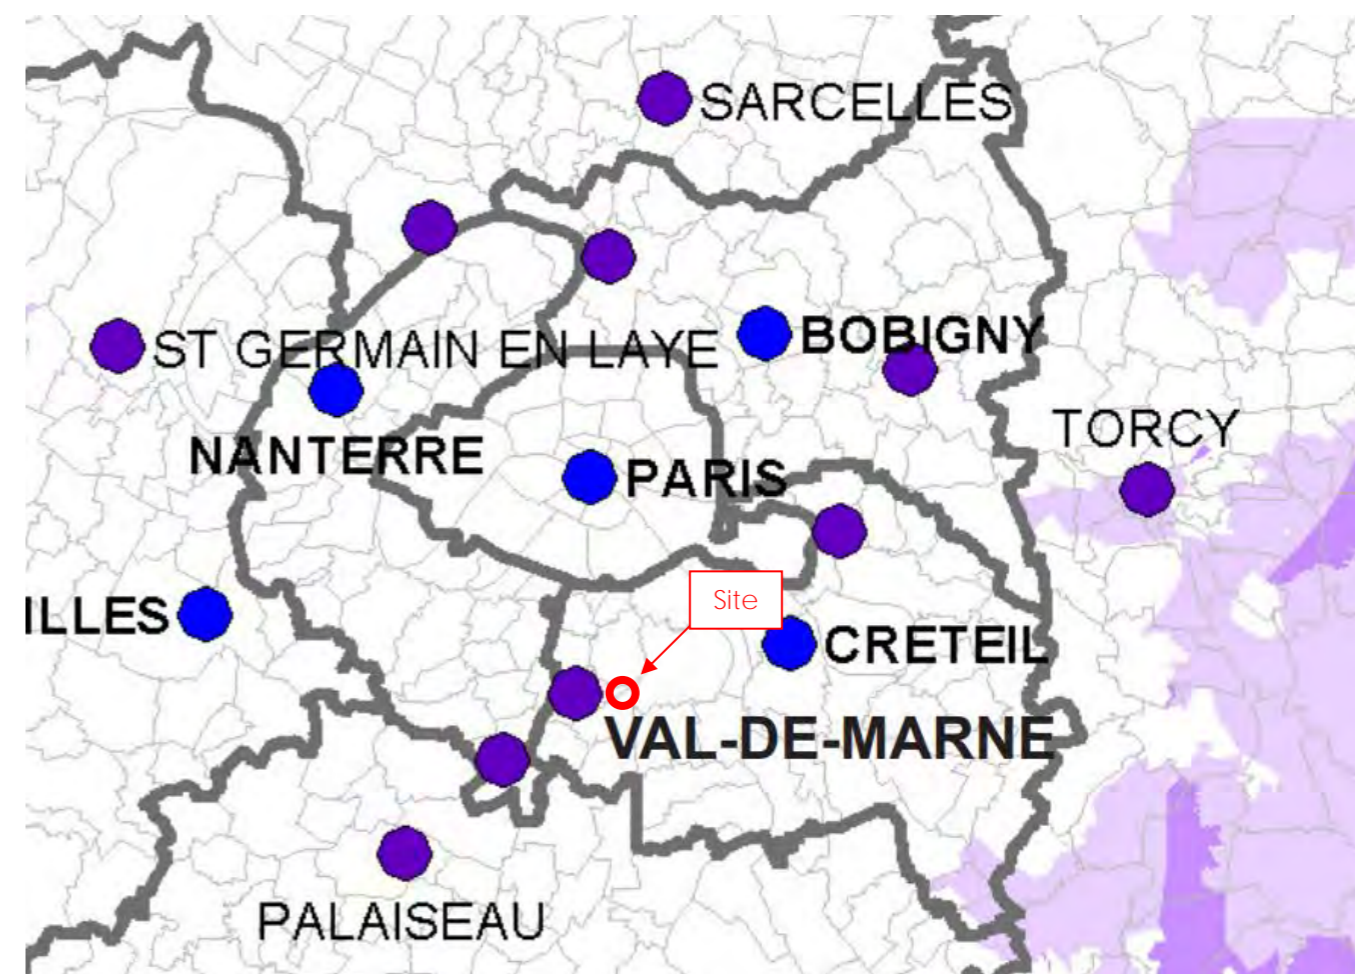 SARCELLES
ST GERMAIN EN LAYE
BOBIGNY
NANTERRE
PARIS
TORCY
ILLES
Site
CRETEIL
VAL-DE-MARNE
PALAISEAU